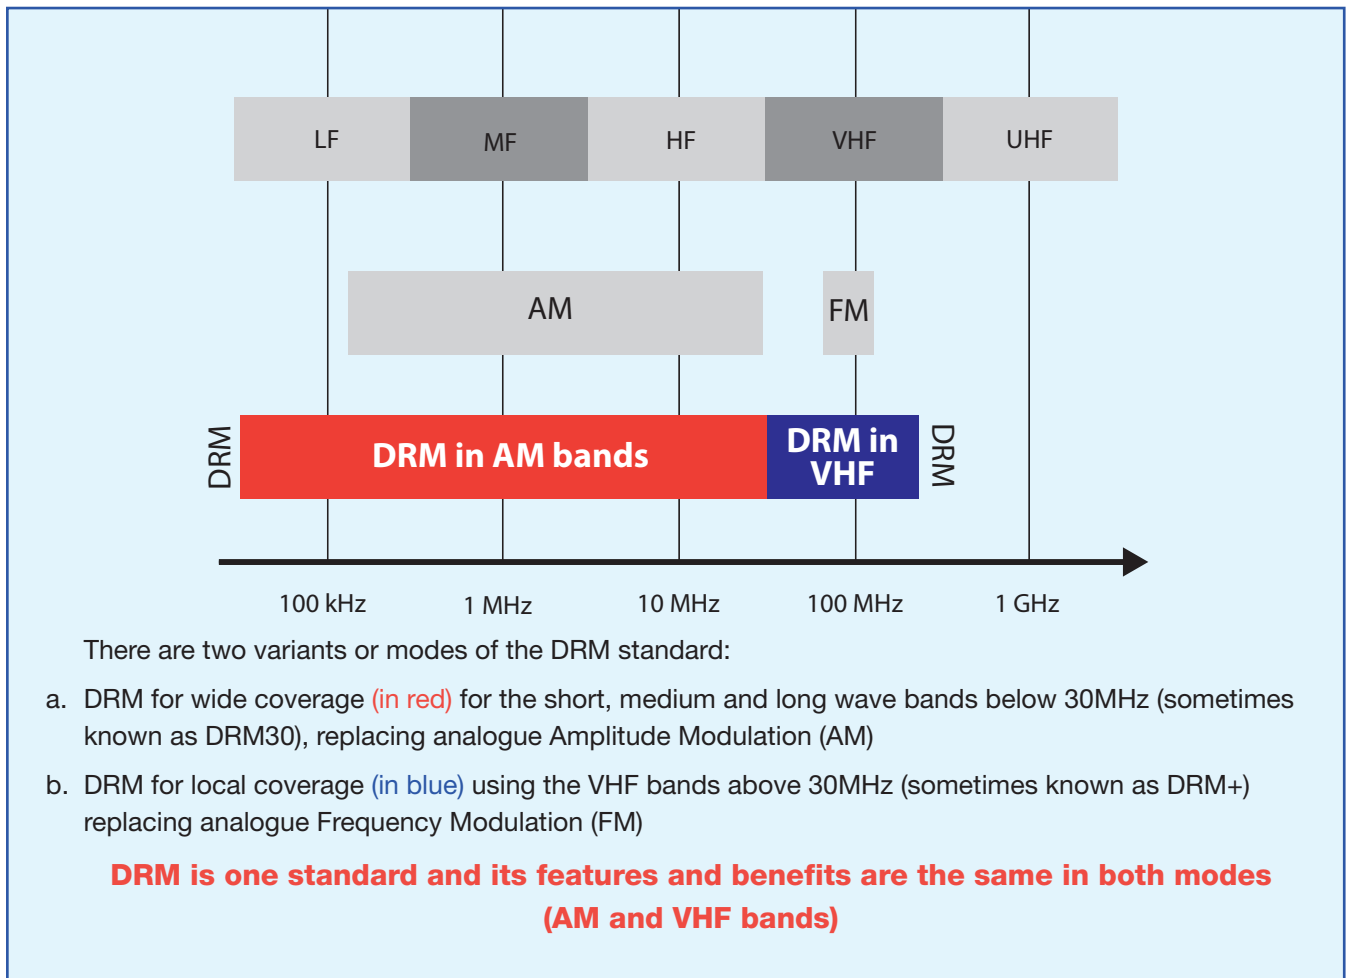 LF MF HF VHF UHF
AM FM
DRM
DRM in AM bands
DRM in
VHF
DRM
100 kHz 1 MHz 10 MHz 100 MHz 1 GHz
There are two variants or modes of the DRM standard:
a. DRM for wide coverage (in red) for the short, medium and long wave bands below 30MHz (sometimes
known as DRM30), replacing analogue Amplitude Modulation (AM)
b. DRM for local coverage (in blue) using the VHF bands above 30MHz (sometimes known as DRM+)
replacing analogue Frequency Modulation (FM)
DRM is one standard and its features and benefits are the same in both modes
(AM and VHF bands)